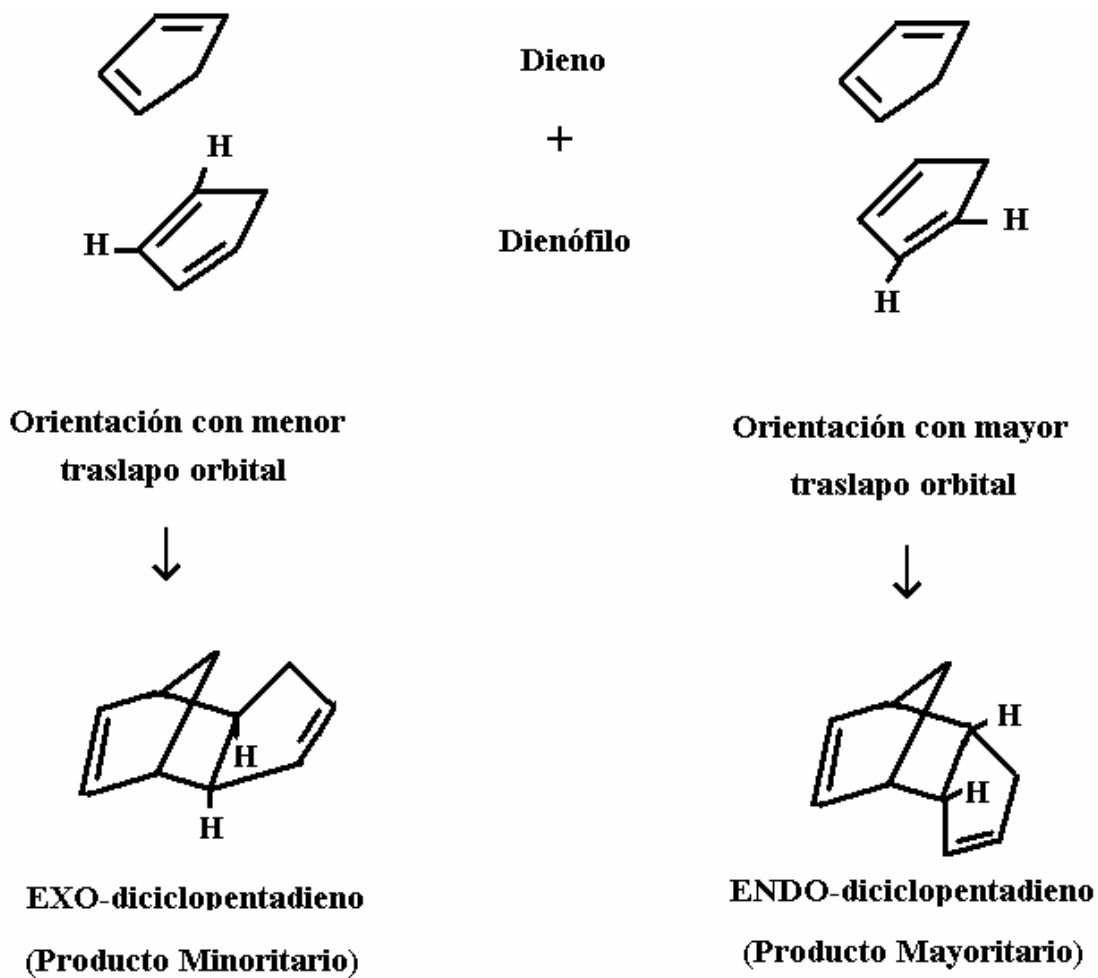 Dieno
+
Dienófilo
H
H
H
H
Orientación con menor
traslapo orbital
Orientación con mayor
traslapo orbital
H
H
EXO-diciclopentadieno
(Producto Minoritario)
H
H
ENDO-diciclopentadieno
(Producto Mayoritario)